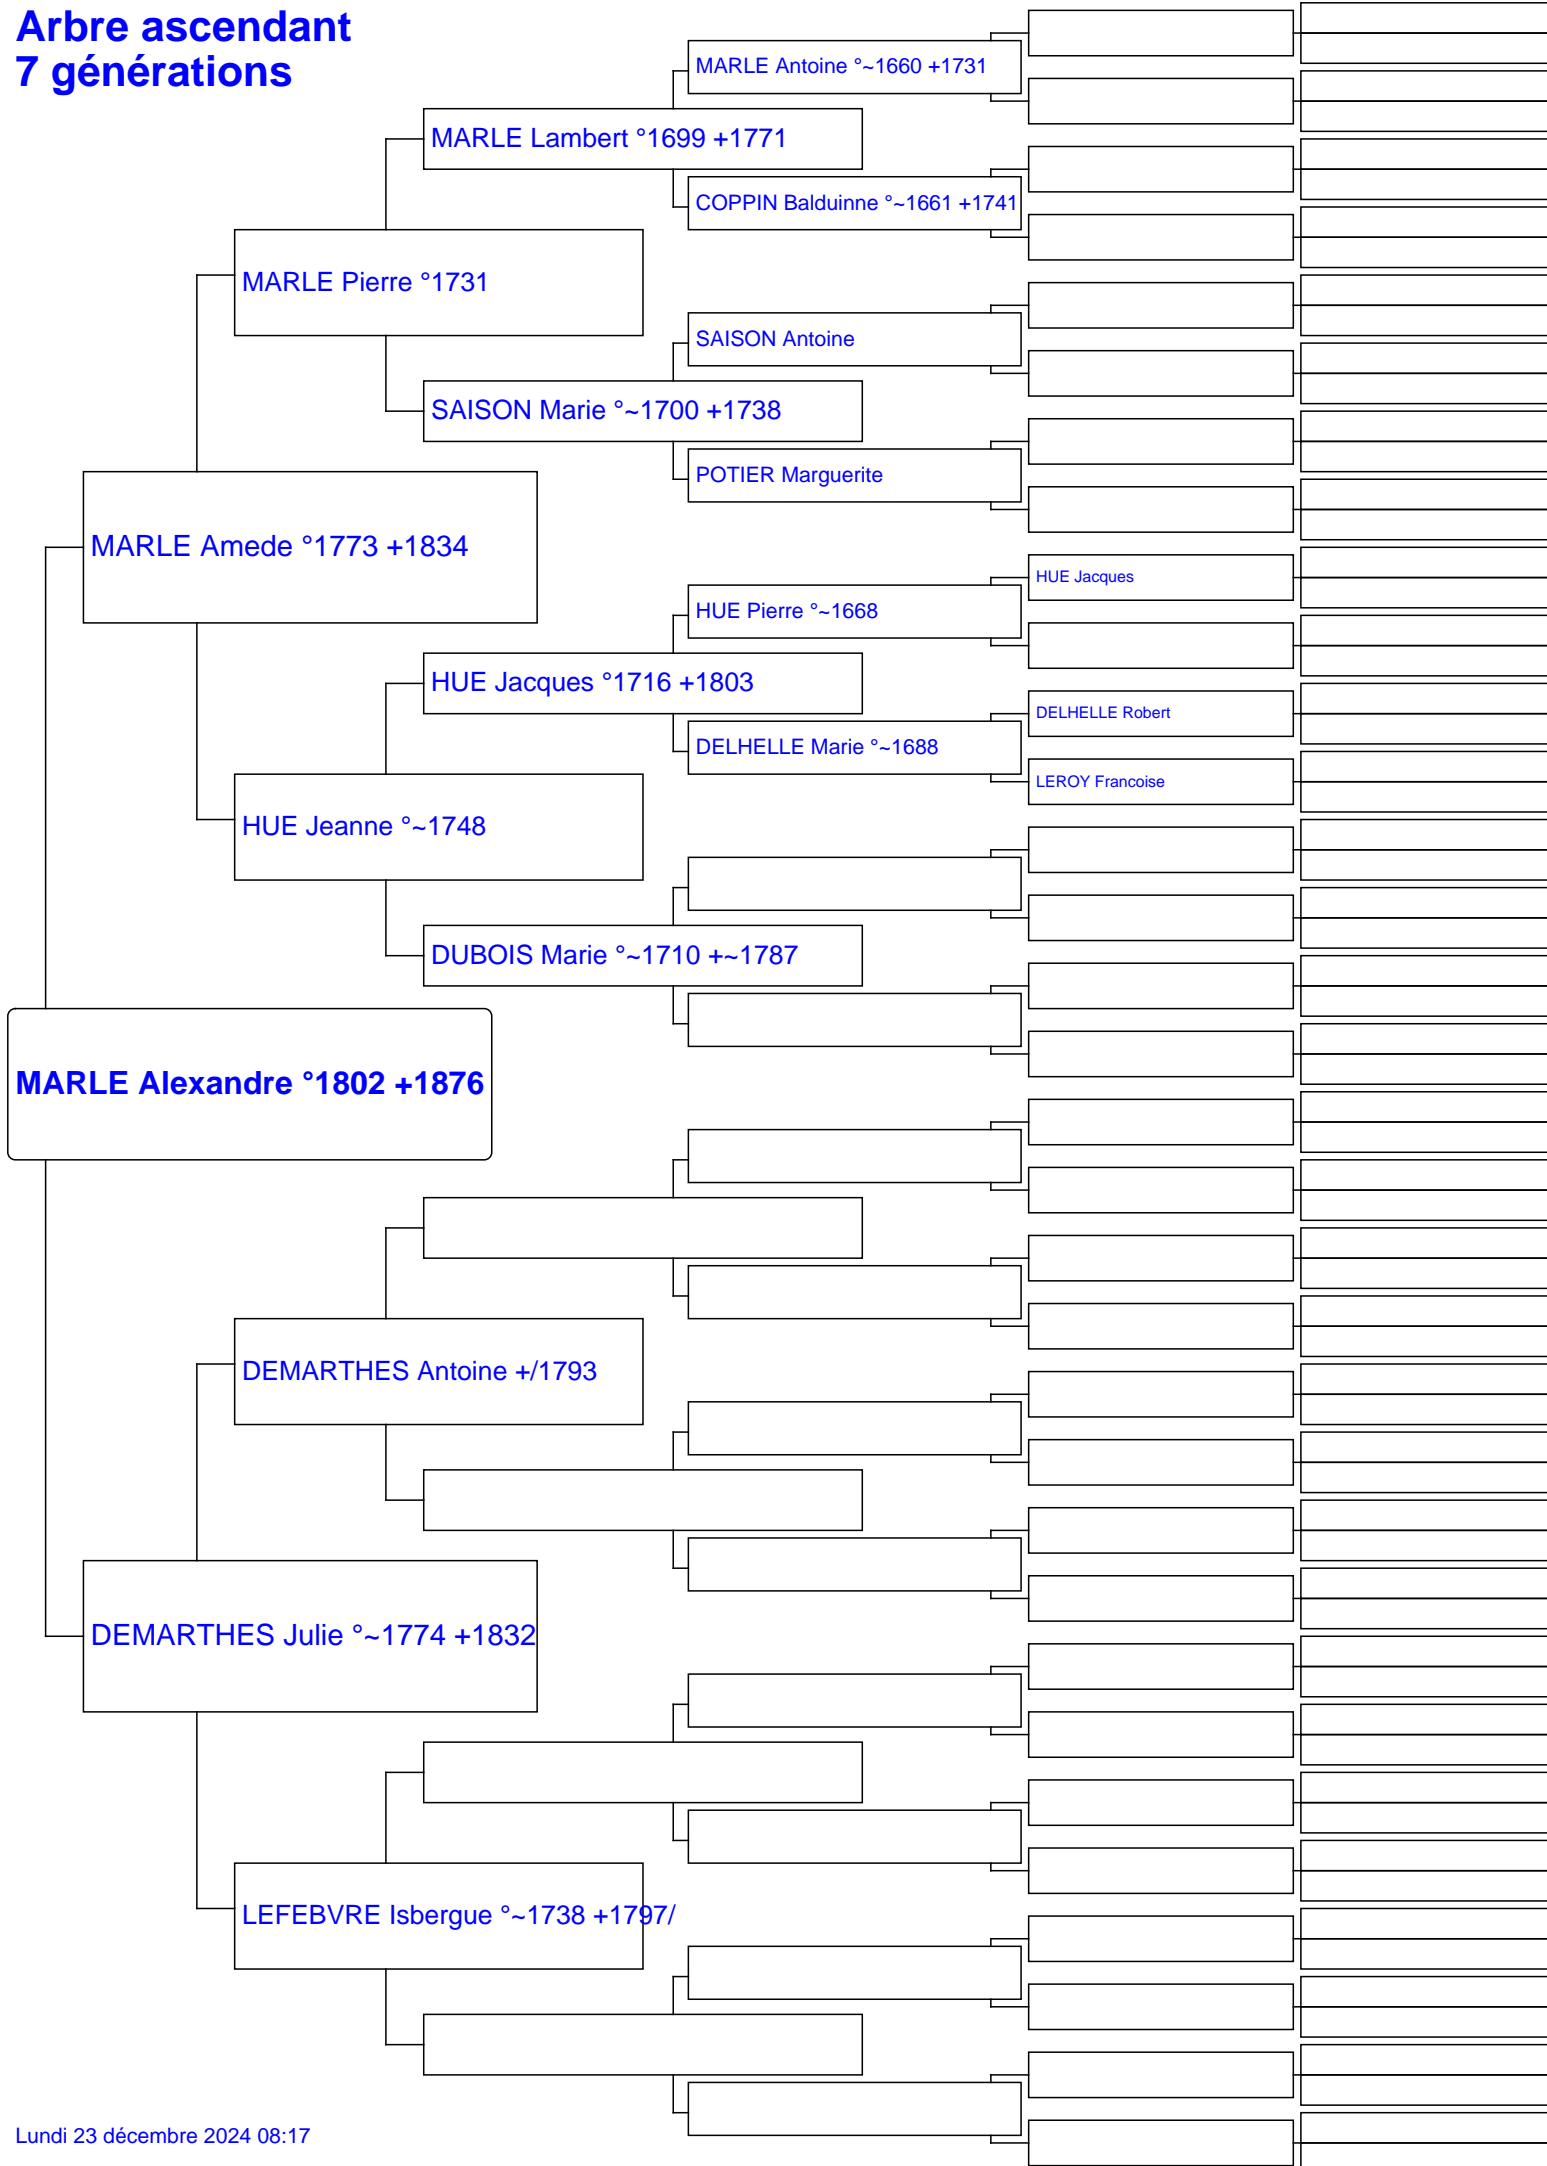 Arbre ascendant
7 générations
MARLE Antoine °~1660 +1731
MARLE Lambert °1699 +1771
COPPIN Balduinne °~1661 +1741
MARLE Pierre °1731
SAISON Antoine
SAISON Marie °~1700 +1738
POTIER Marguerite
MARLE Amede °1773 +1834
HUE Jacques
HUE Pierre °~1668
HUE Jacques °1716 +1803
DELHELLE Robert
DELHELLE Marie °~1688
LEROY Francoise
HUE Jeanne °~1748
DUBOIS Marie °~1710 +~1787
MARLE Alexandre °1802 +1876
DEMARTHES Antoine +/1793
DEMARTHES Julie °~1774 +1832
LEFEBVRE Isbergue °~1738 +1797/
Lundi 23 décembre 2024 08:17